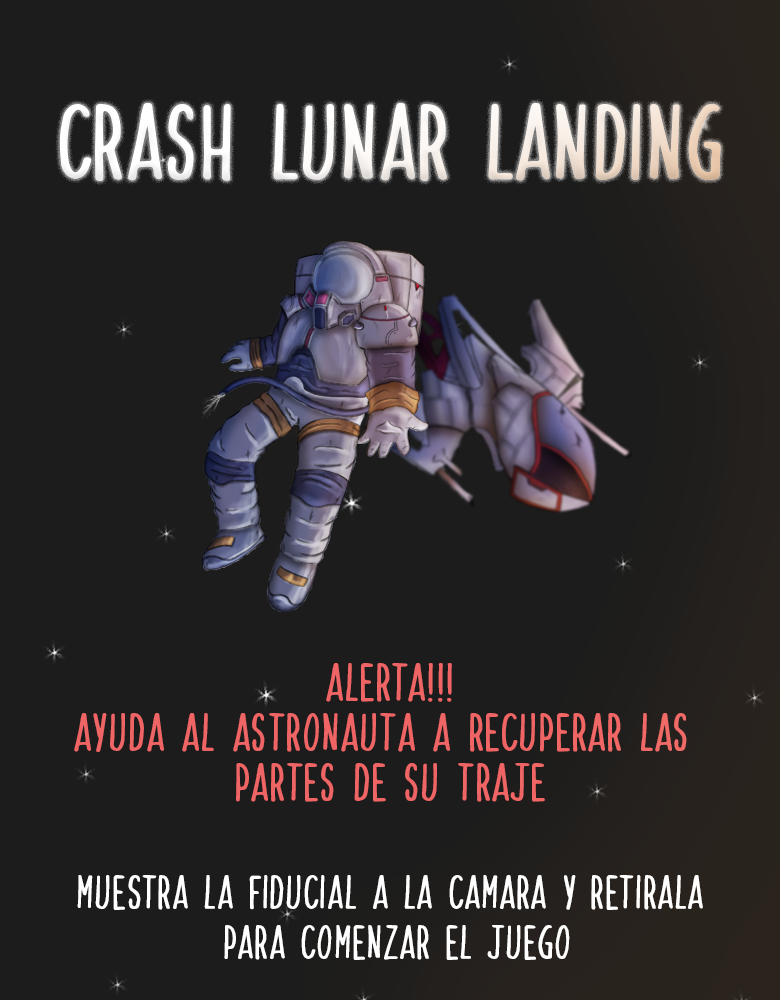 CRASH LUNAR LANDING
ALERTA!!!
AYUDA AL ASTRONAUTA A RECUPERAR LAS
PARTES DE SU TRAJE
MUESTRA LA FIDUCIAL A LA CAMARA Y RETIRALA
PARA COMENZAR EL JUEGO